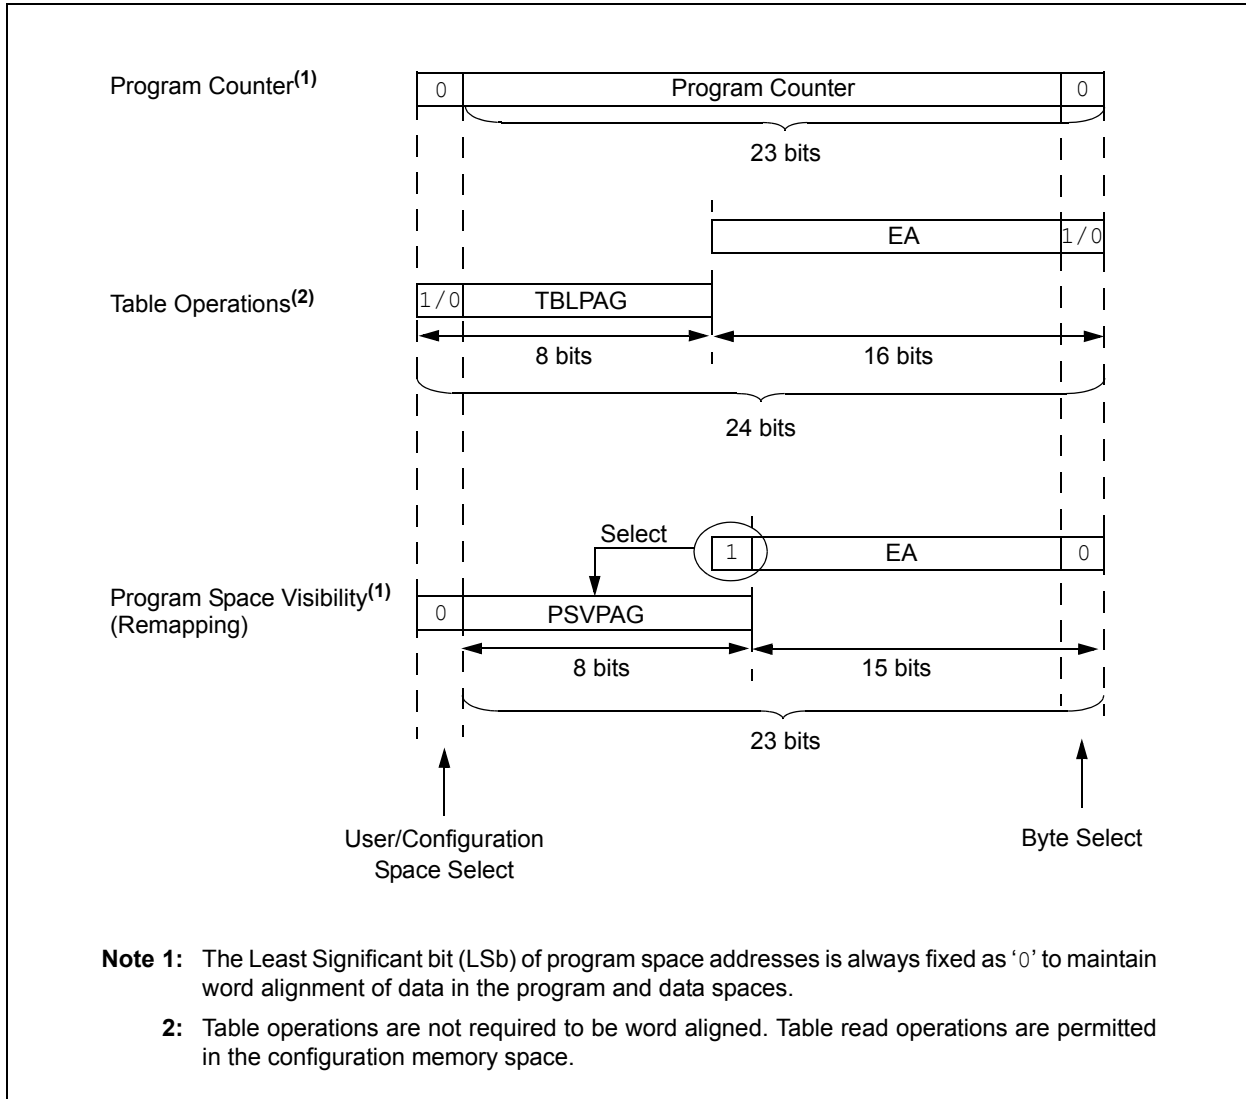 Program Counter(1)
0
Program Counter
0
23 bits
EA
1/0
Table Operations(2)
1/0
TBLPAG
8 bits
16 bits
24 bits
Select
1
EA
0
Program Space Visibility(1)
(Remapping)
0
PSVPAG
8 bits
15 bits
23 bits
User/Configuration
Space Select
Byte Select
Note 1: The Least Significant bit (LSb) of program space addresses is always fixed as ‘0’ to maintain
word alignment of data in the program and data spaces.
2: Table operations are not required to be word aligned. Table read operations are permitted
in the configuration memory space.